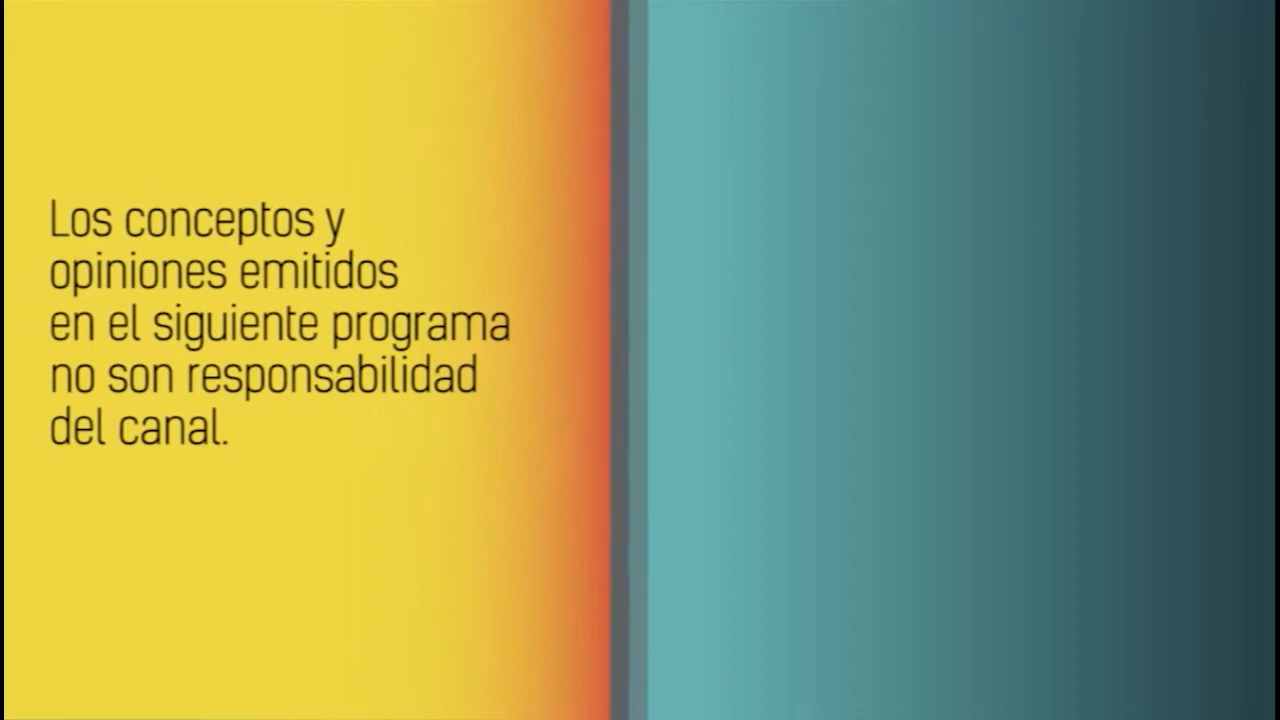 Los conceptos y
opiniones emitidos
en el siguiente programa
no son responsabilidad
del canal.